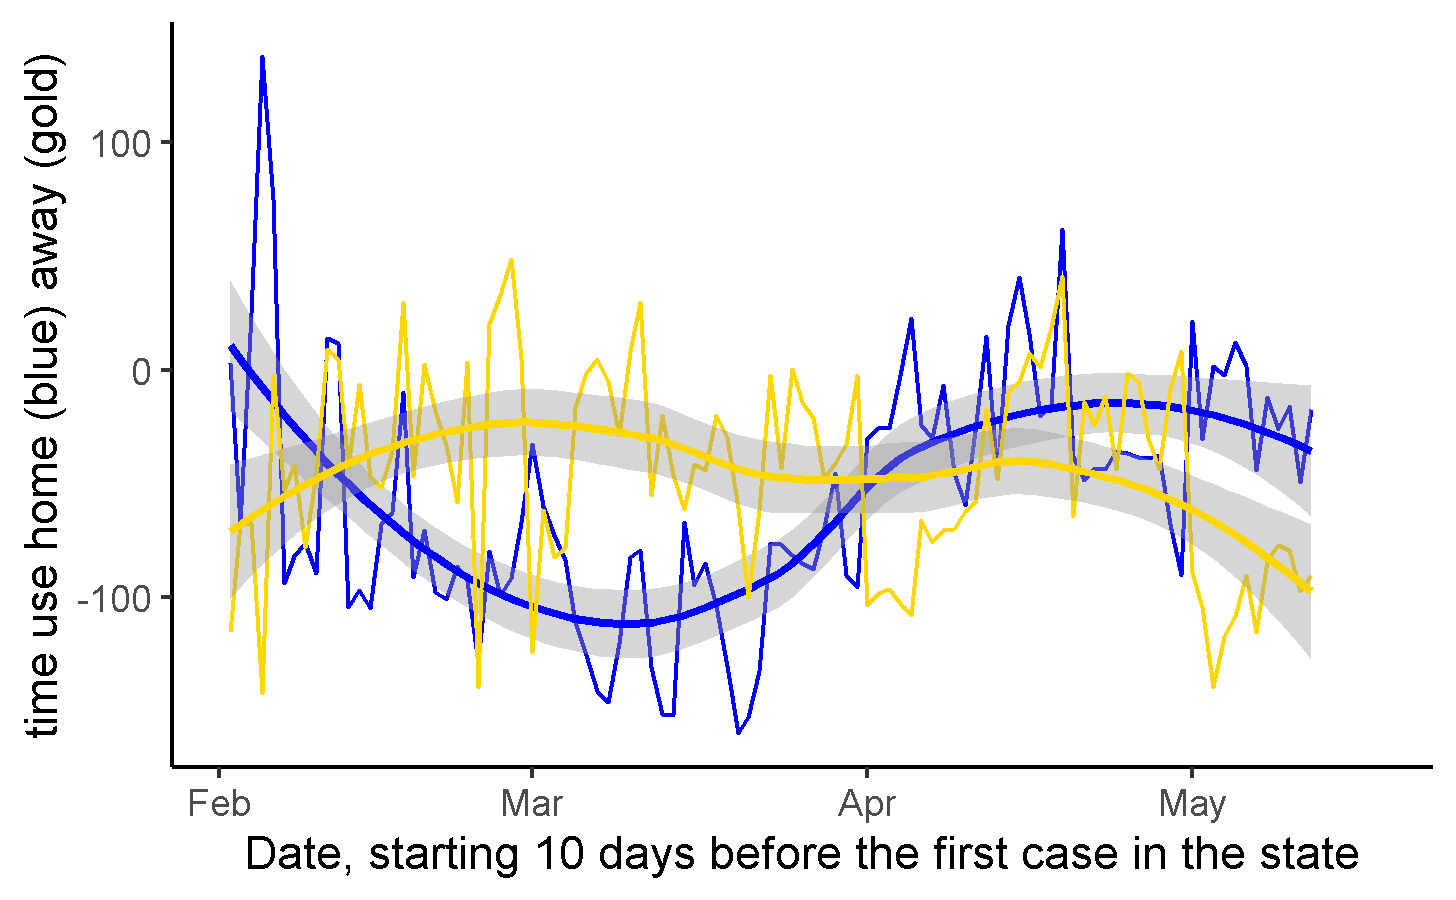 time use home (blue) away (gold)
100
0
-100
Feb
Mar
Apr
May
Date, starting 10 days before the first case in the state